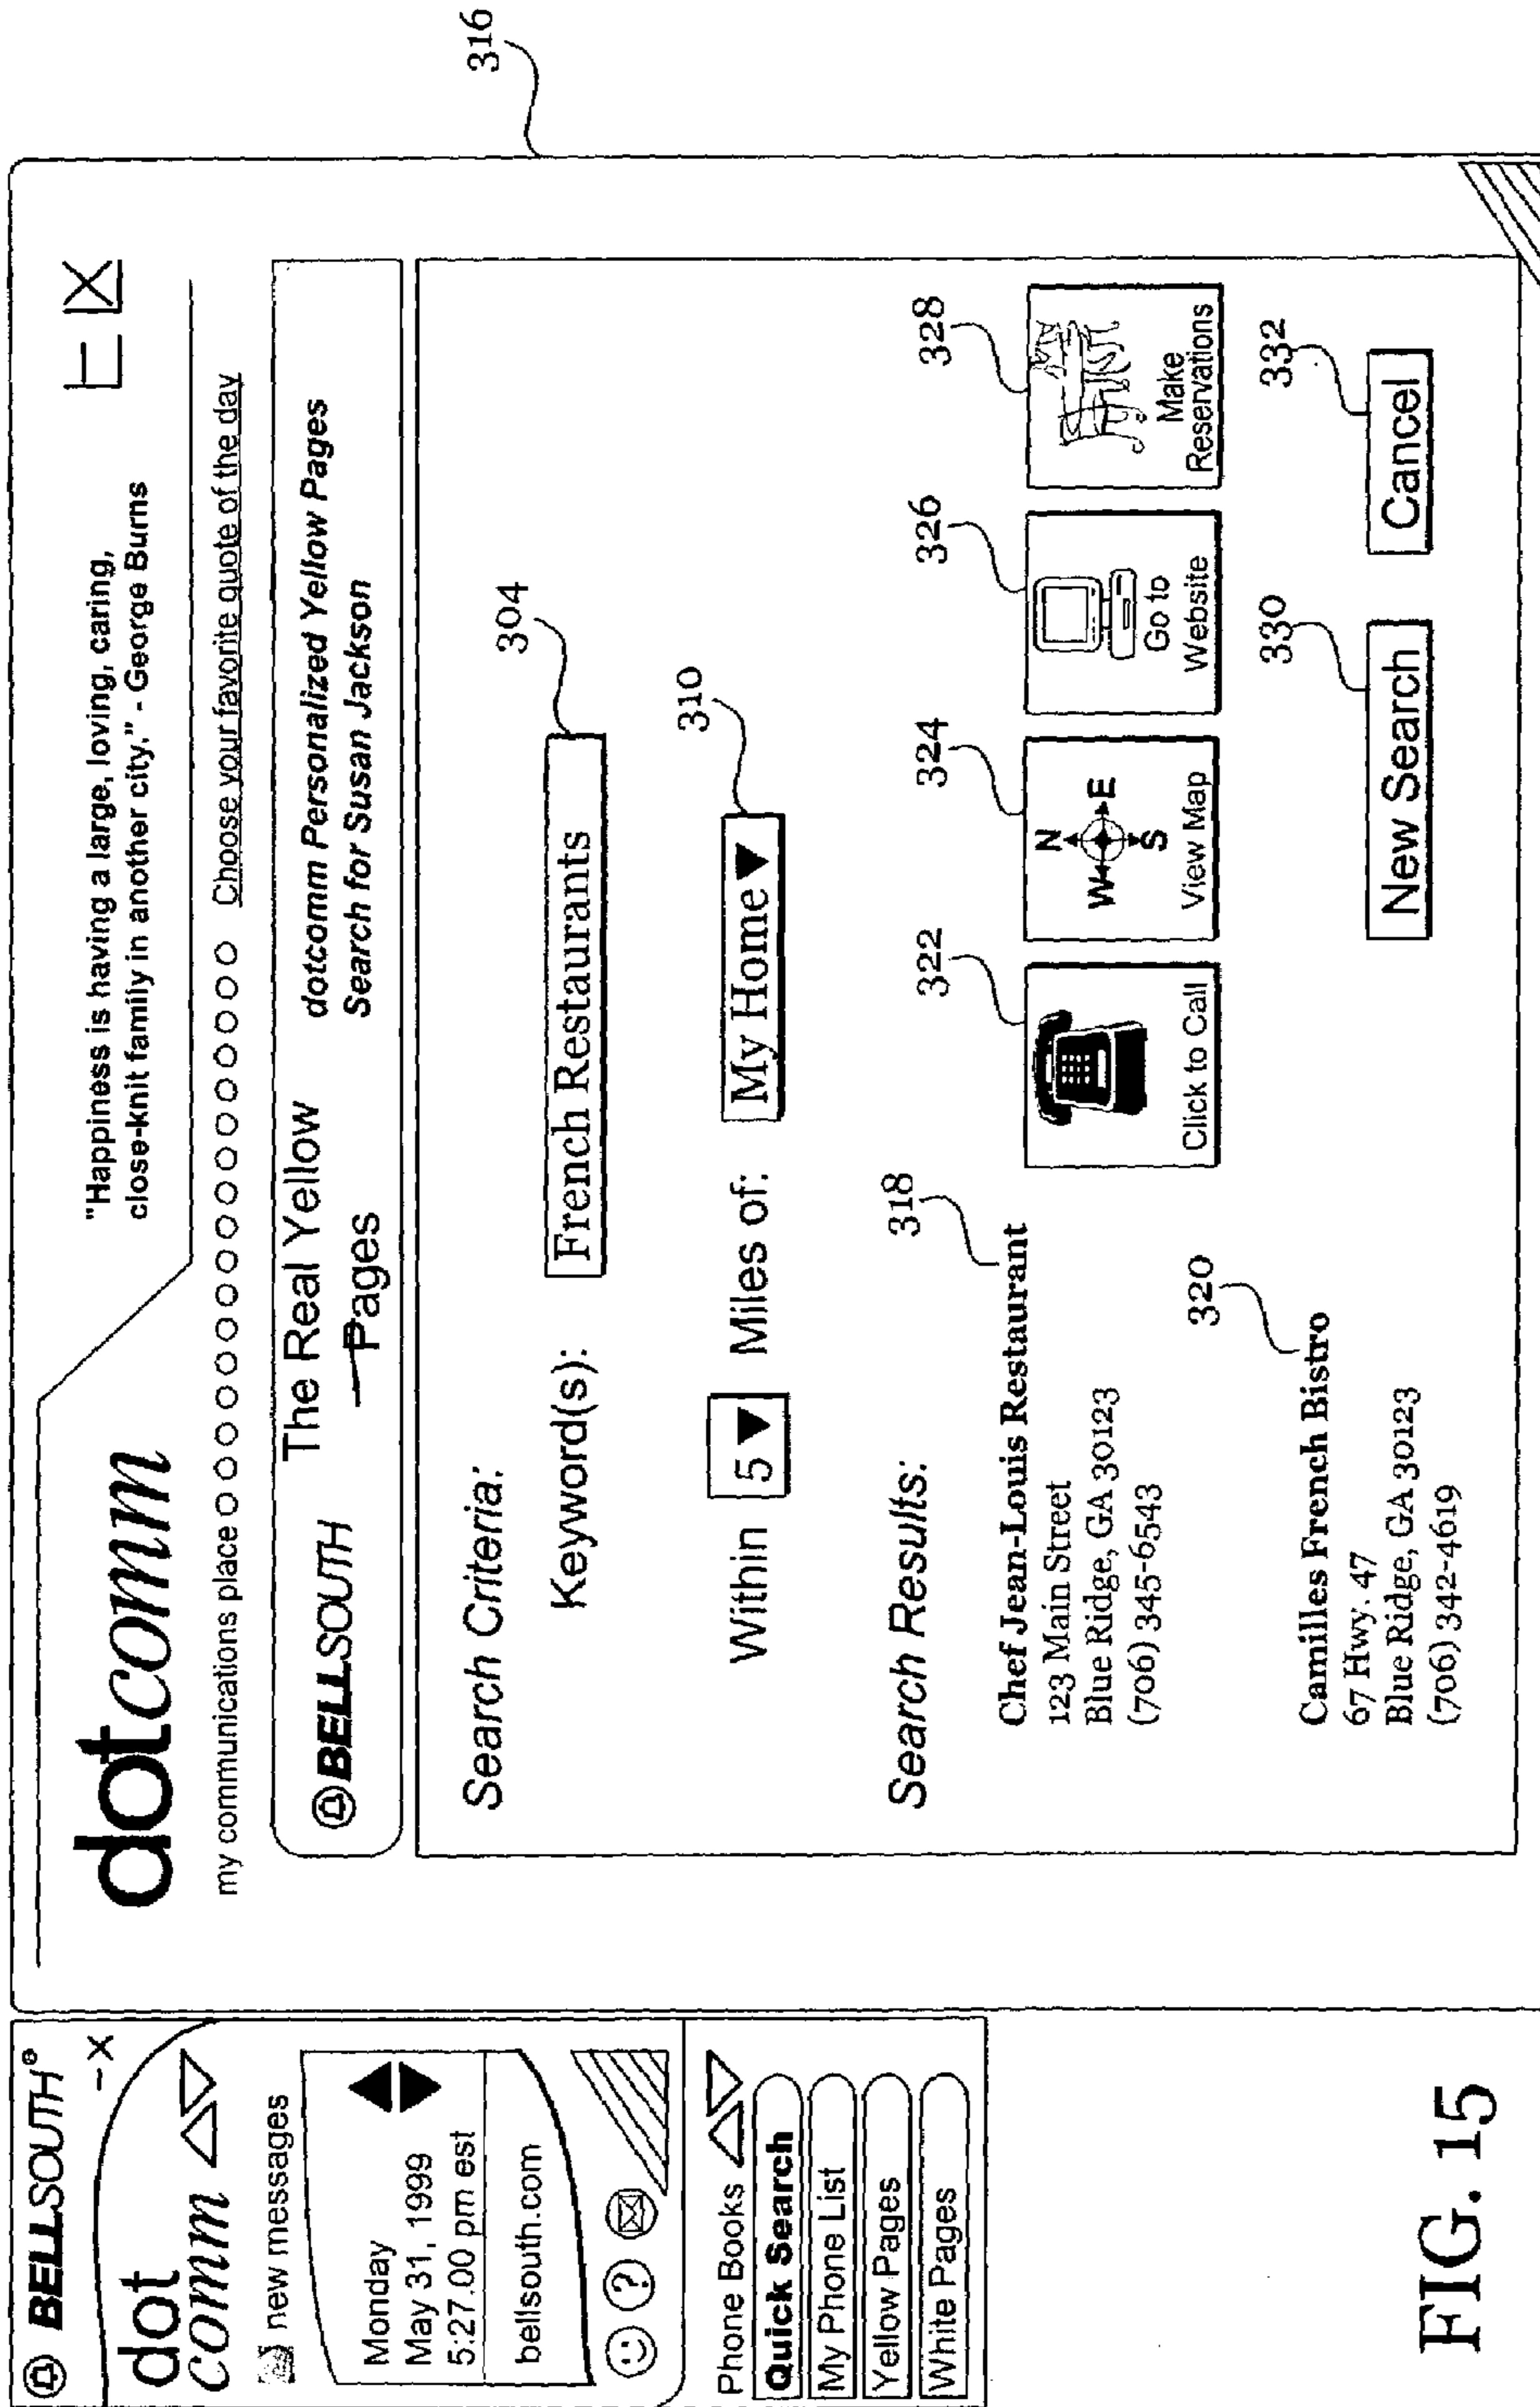 BELLSOUTH®
– X
dot
comm
new messages
Monday
May 31, 1999
5:27.00 pm est
bellsouth.com
?
Phone Books
Quick Search
My Phone List
Yellow Pages
White Pages
dotcomm
"Happiness is having a large, loving, caring,
close-knit family in another city." - George Burns
my communications place
Choose your favorite quote of the day
BELLSOUTH
The Real Yellow
Pages
dotcomm Personalized Yellow Pages
Search for Susan Jackson
316
Search Criteria:
304
Keyword(s): French Restaurants
310
Within 5 ▼ Miles of: My Home ▼
Search Results:
318
322
324
326
328
Chef Jean-Louis Restaurant
123 Main Street
Blue Ridge, GA 30123
(706) 345-6543
Click to Call
N
W E
S
View Map
Go to
Website
Make
Reservations
320
330
332
Camilles French Bistro
67 Hwy. 47
Blue Ridge, GA 30123
(706) 342-4619
New Search
Cancel
FIG. 15